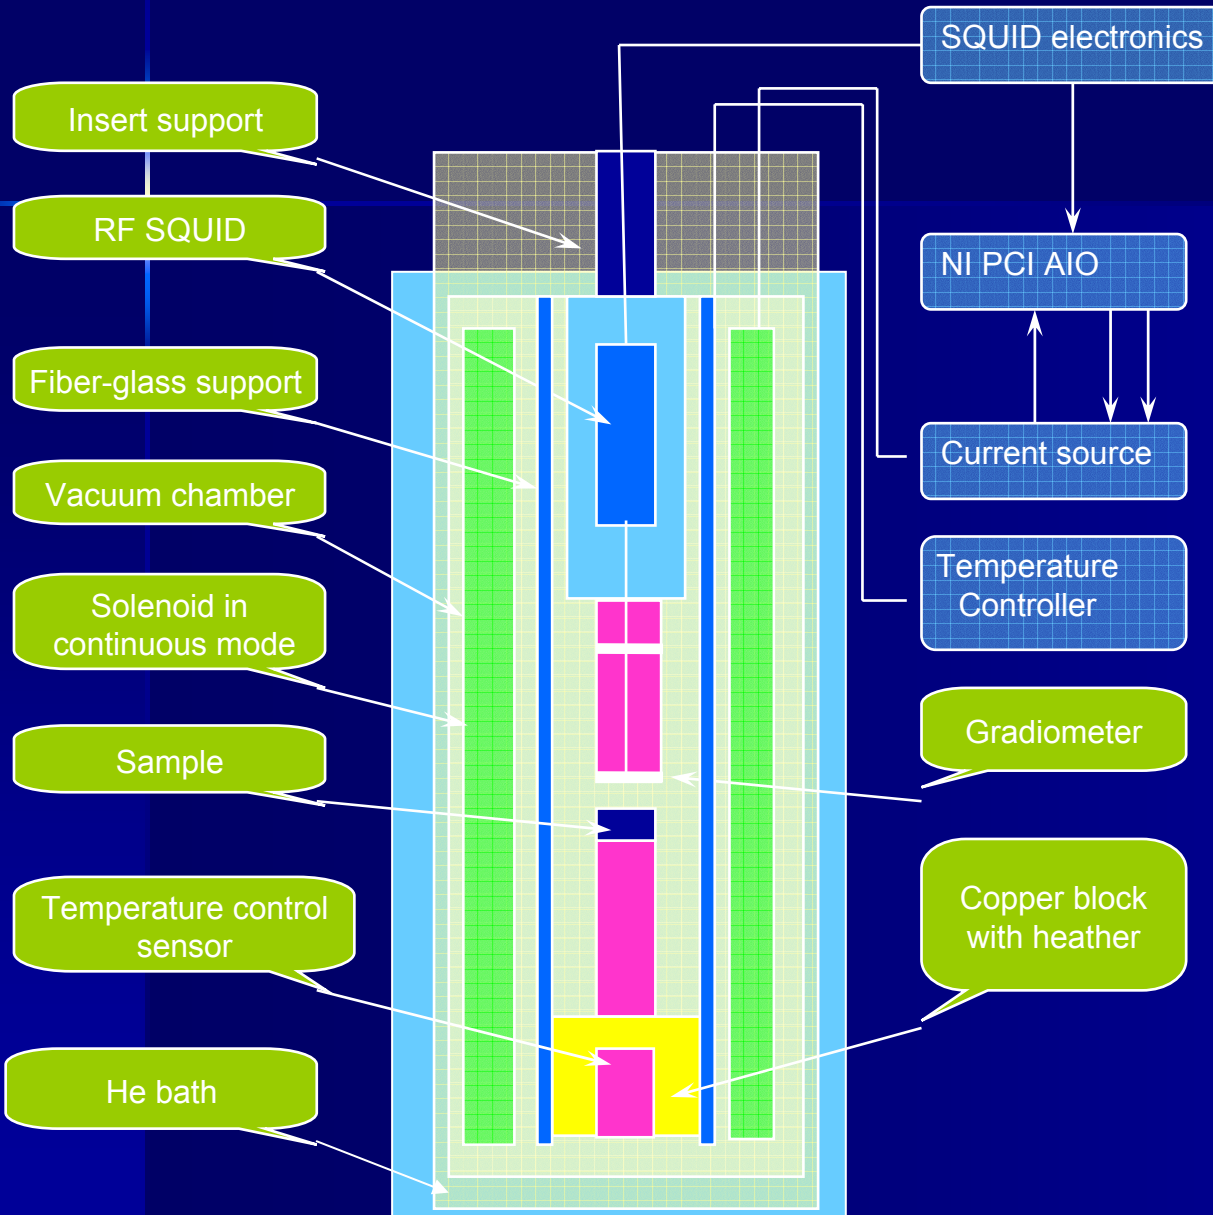 SQUID electronics
Insert support
RF SQUID
NI PCI AIO
Fiber-glass support
Current source
Vacuum chamber
Temperature
Controller
Solenoid in
continuous mode
Gradiometer
Sample
Temperature control
sensor
Copper block
with heather
He bath